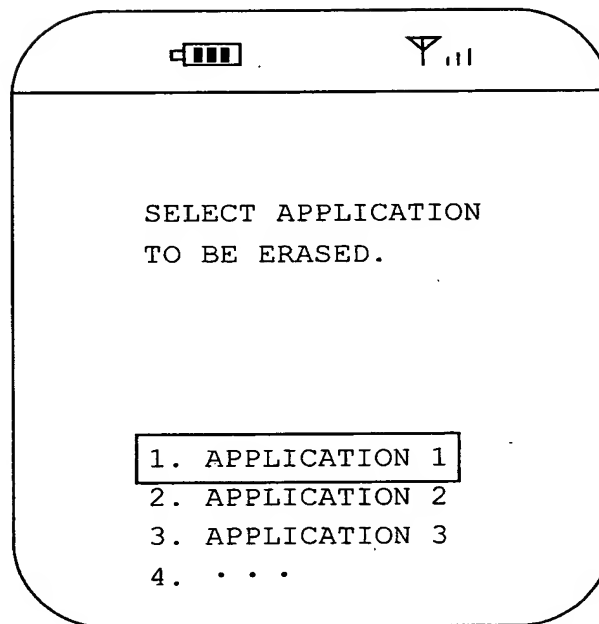 SELECT APPLICATION
TO BE ERASED.
1. APPLICATION 1
2. APPLICATION 2
3. APPLICATION 3
4. · · ·